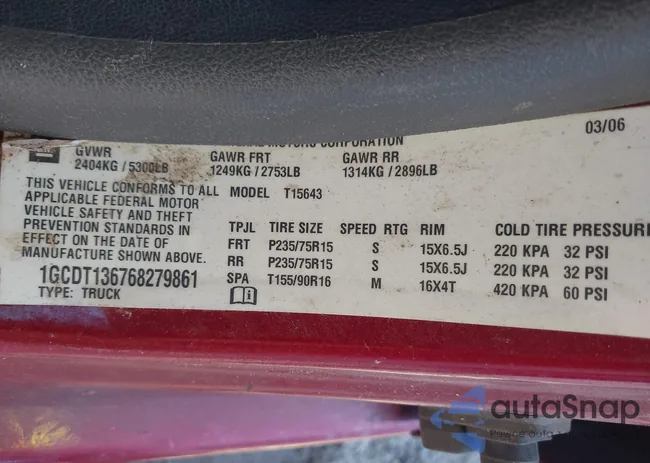 MOTORS CORPORATION
03/06
GVWR GAWR FRT GAWR RR
2404KG / 5300LB 1249KG / 2753LB 1314KG / 2896LB
THIS VEHICLE CONFORMS TO ALL MODEL T15643
APPLICABLE FEDERAL MOTOR
VEHICLE SAFETY AND THEFT
PREVENTION STANDARDS IN
EFFECT ON THE DATE OF
MANUFACTURE SHOWN ABOVE.
1GCDT136768279861
TYPE: TRUCK
TPJL TIRE SIZE SPEED RTG RIM COLD TIRE PRESSURE
FRT P235/75R15 S 15X6.5J 220 KPA 32 PSI
RR P235/75R15 S 15X6.5J 220 KPA 32 PSI
SPA T155/90R16 M 16X4T 420 KPA 60 PSI
autaSnap